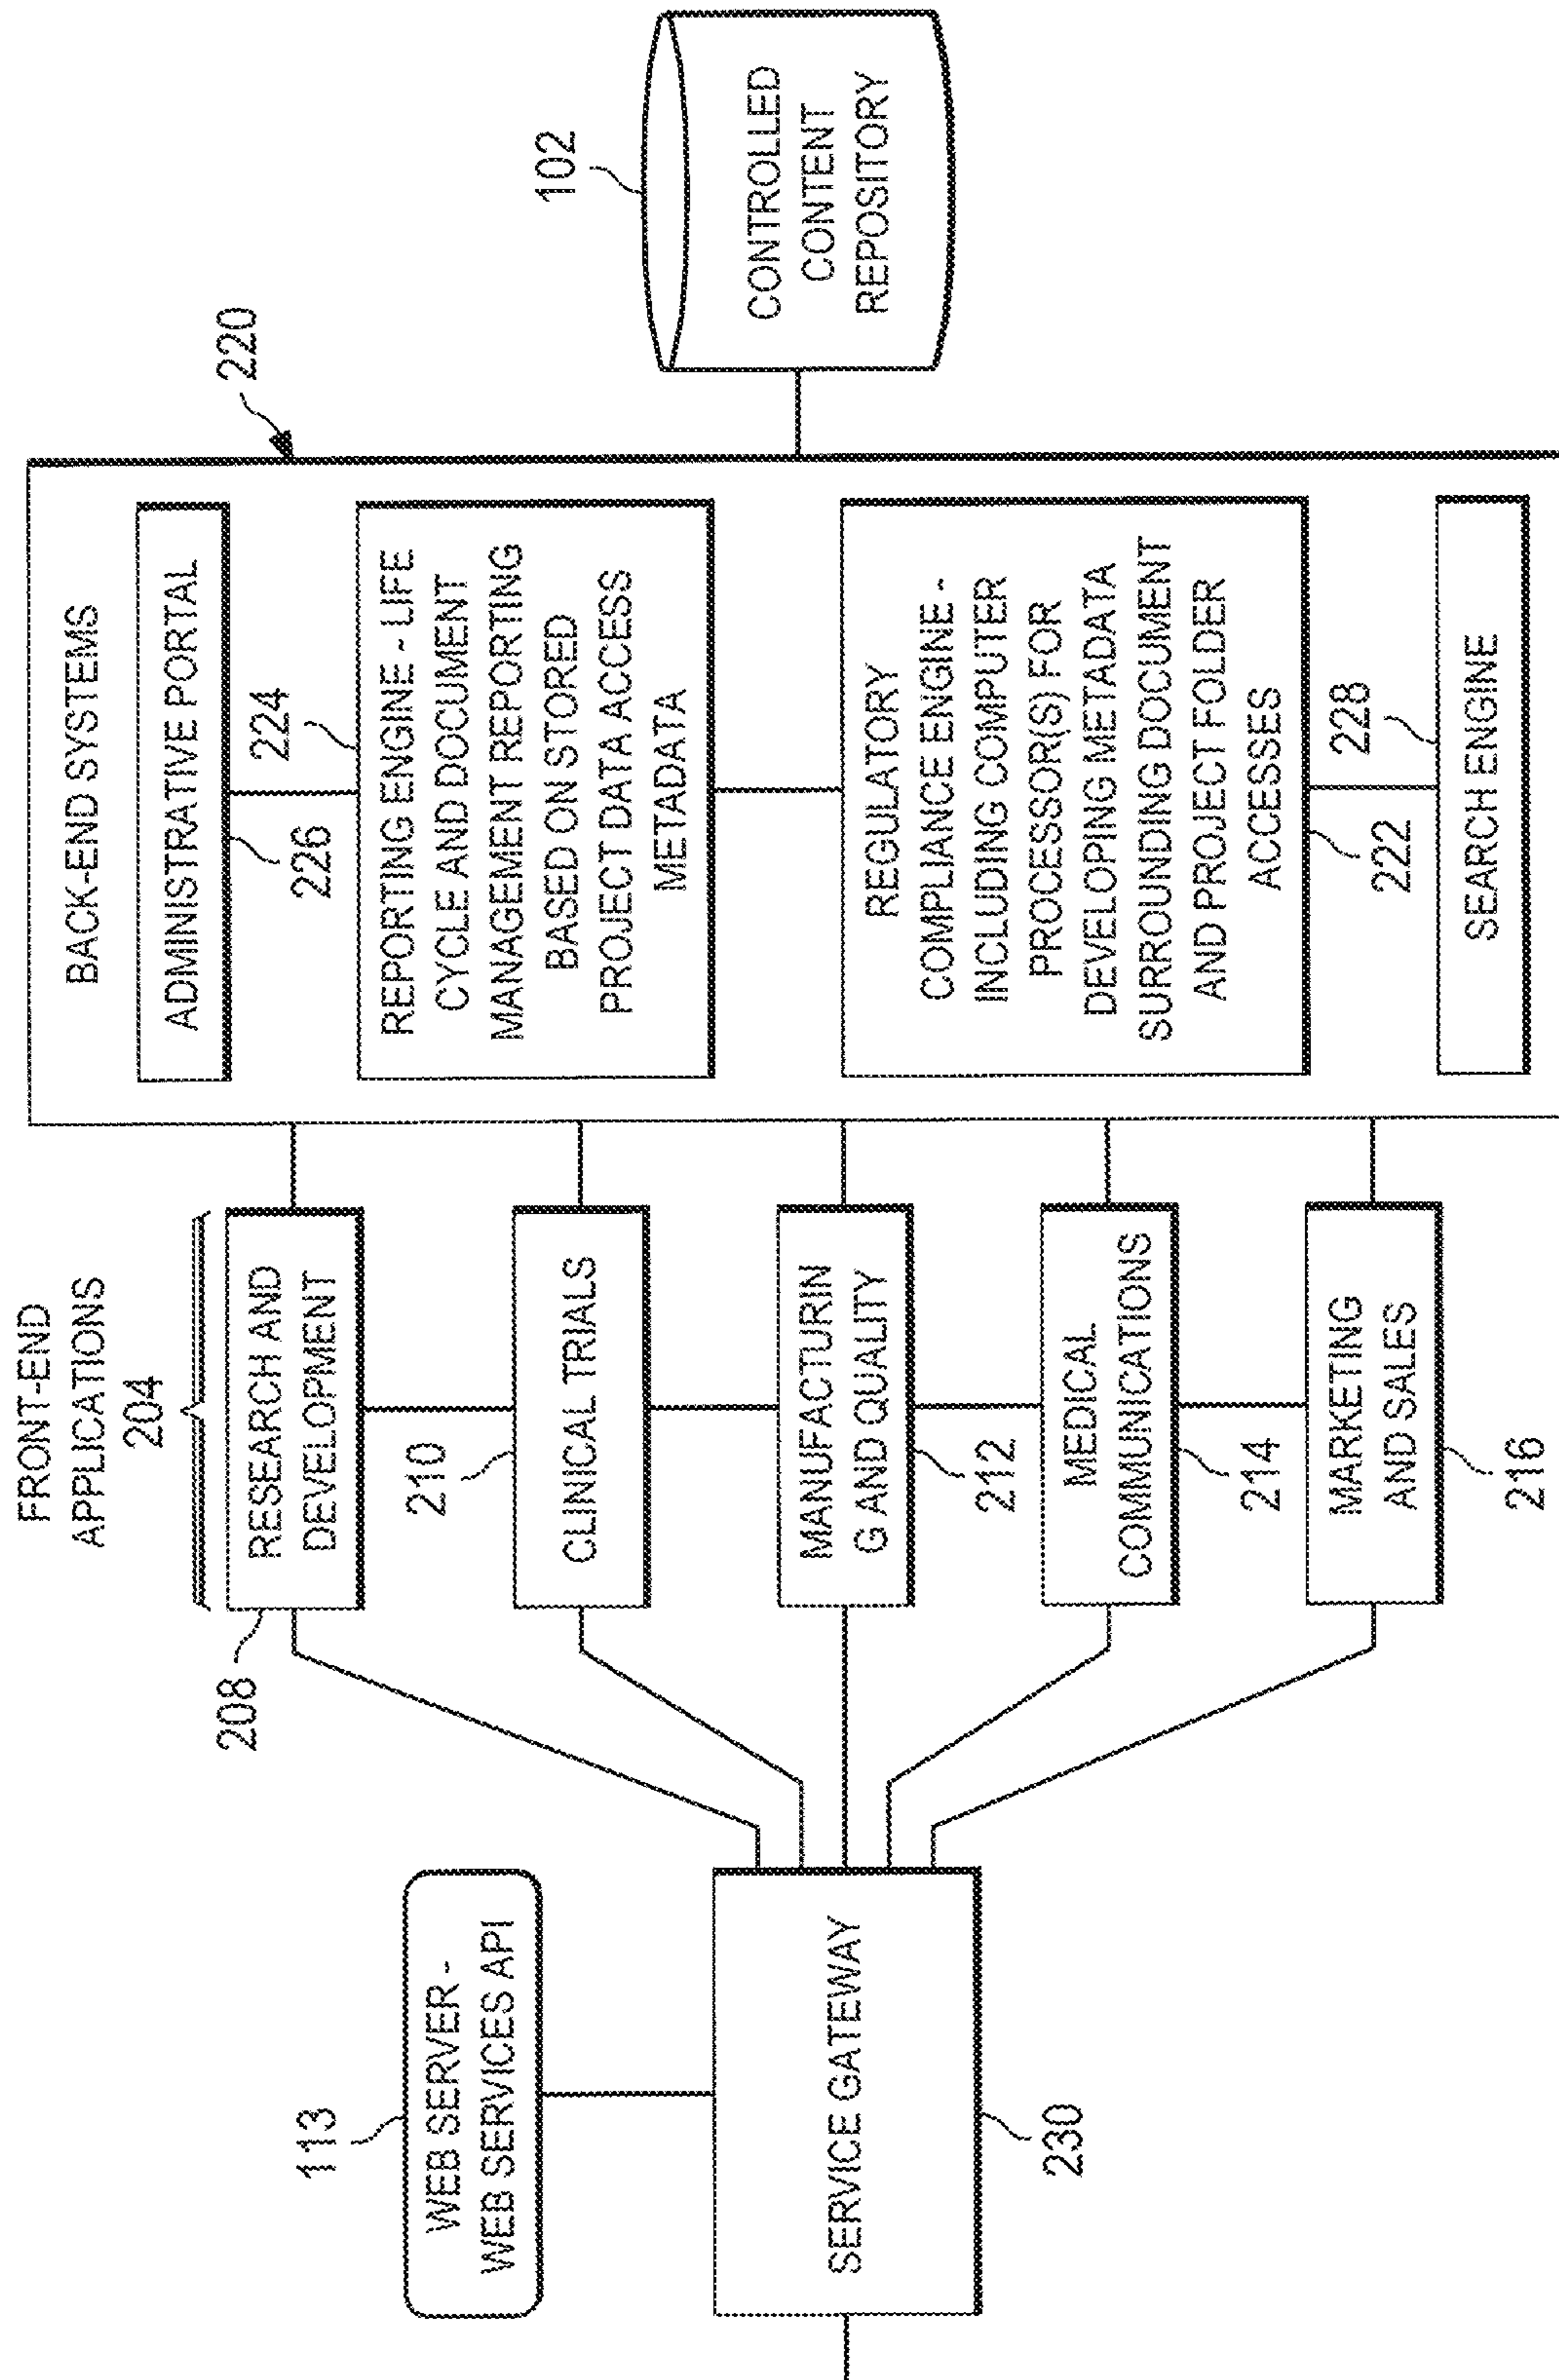 113
WEB SERVER -
WEB SERVICES API
SERVICE GATEWAY
230
FRONT-END
APPLICATIONS
204
208
RESEARCH AND
DEVELOPMENT
210
CLINICAL TRIALS
MANUFACTURIN
G AND QUALITY
212
MEDICAL
COMMUNICATIONS
214
MARKETING
AND SALES
216
220
BACK-END SYSTEMS
ADMINISTRATIVE PORTAL
226
224
REPORTING ENGINE - LIFE
CYCLE AND DOCUMENT
MANAGEMENT REPORTING
BASED ON STORED
PROJECT DATA ACCESS
METADATA
REGULATORY
COMPLIANCE ENGINE -
INCLUDING COMPUTER
PROCESSOR(S) FOR
DEVELOPING METADATA
SURROUNDING DOCUMENT
AND PROJECT FOLDER
ACCESSES
222
228
SEARCH ENGINE
102
CONTROLLED
CONTENT
REPOSITORY